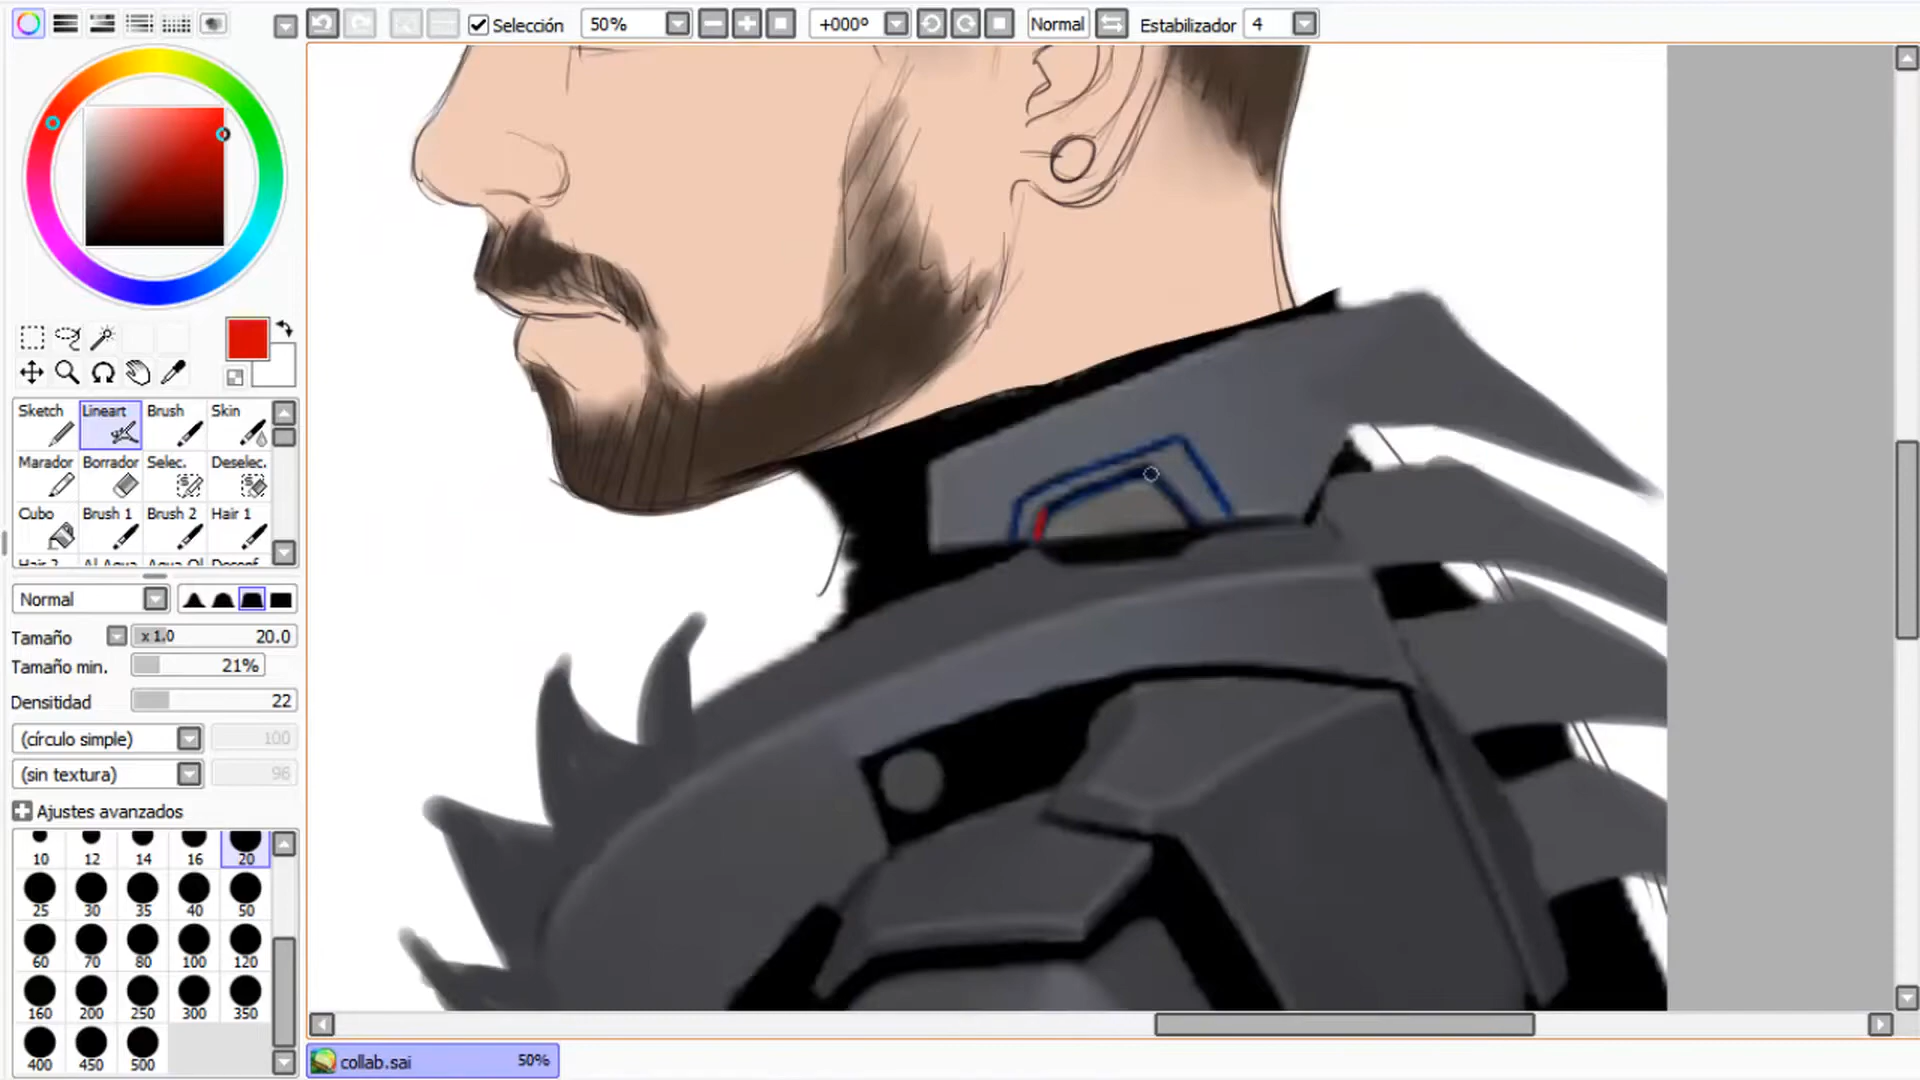 Selección 50% +000º Normal Estabilizador 4
Sketch Lineart Brush Skin
Marador Borrador Selec. Deselec.
Cubo Brush 1 Brush 2 Hair 1
Normal
Tamaño x 1.0 20.0
Tamaño min. 21%
Densitidad 22
(círculo simple) 100
(sin textura) 96
Ajustes avanzados
10 12 14 16 20
25 30 35 40 50
60 70 80 100 120
160 200 250 300 350
400 450 500
collab.sai 50%